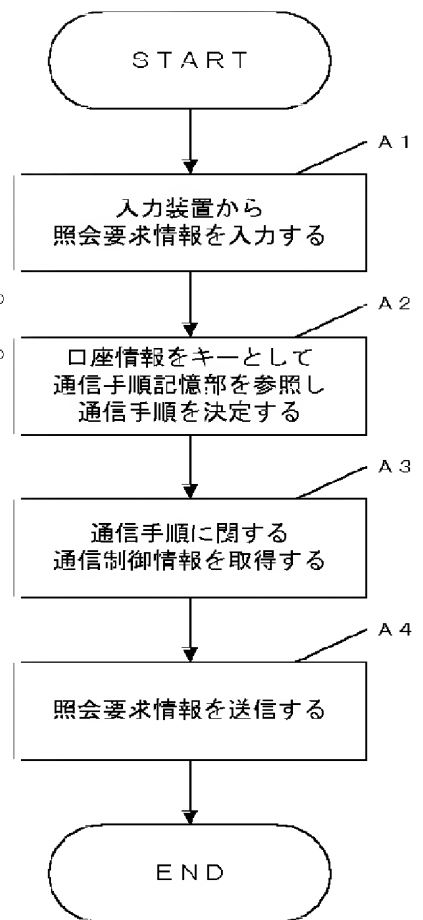 ＳＴＡＲＴ
Ａ１
入力装置から
照会要求情報を入力する
Ａ２
口座情報をキーとして
通信手順記憶部を参照し
通信手順を決定する
Ａ３
通信手順に関する
通信制御情報を取得する
Ａ４
照会要求情報を送信する
ＥＮＤ